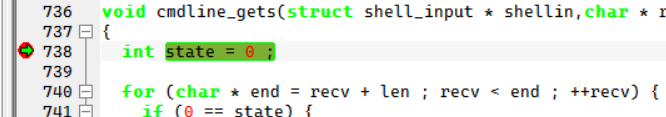 736 void cmdline_gets(struct shell_input * shellin,char * r
737 {
738 int state = 0 ;
739
740 for (char * end = recv + len ; recv < end ; ++recv) {
741 if (0 == state) {